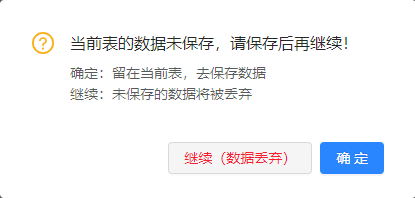 当前表的数据未保存，请保存后再继续！
确定：留在当前表，去保存数据
继续：未保存的数据将被丢弃
继续（数据丢弃） 确 定